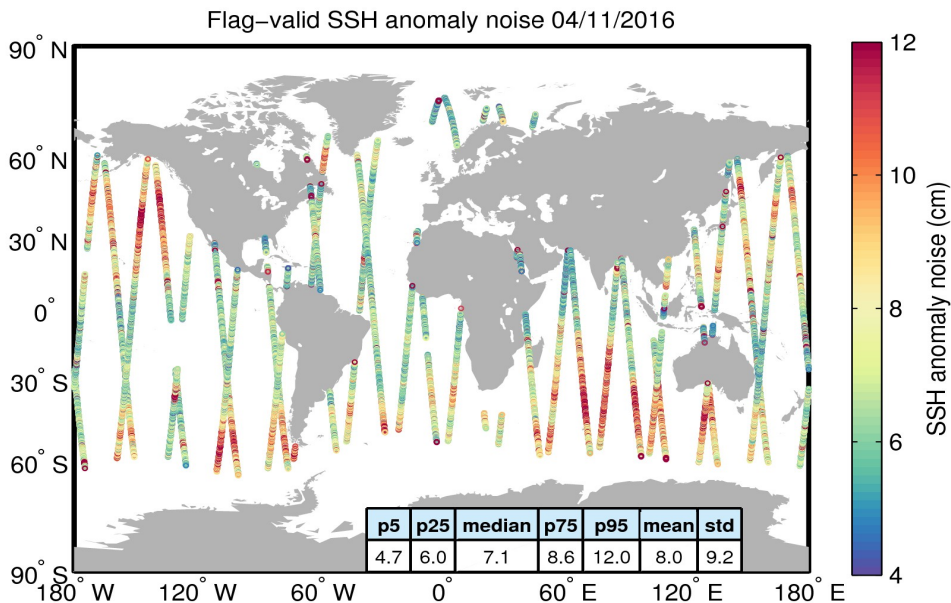 Flag−valid SSH anomaly noise 04/11/2016
90° N
60° N
30° N
0°
30° S
60° S
90° S
180° W 120° W 60° W 0° 60° E 120° E 180° E
p5 p25 median p75 p95 mean std
4.7 6.0 7.1 8.6 12.0 8.0 9.2
12
10
8
6
4
SSH anomaly noise (cm)